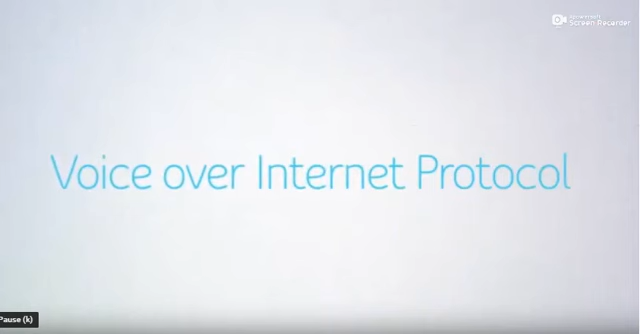 Screen Recorder
Voice over Internet Protocol
Pause (k)